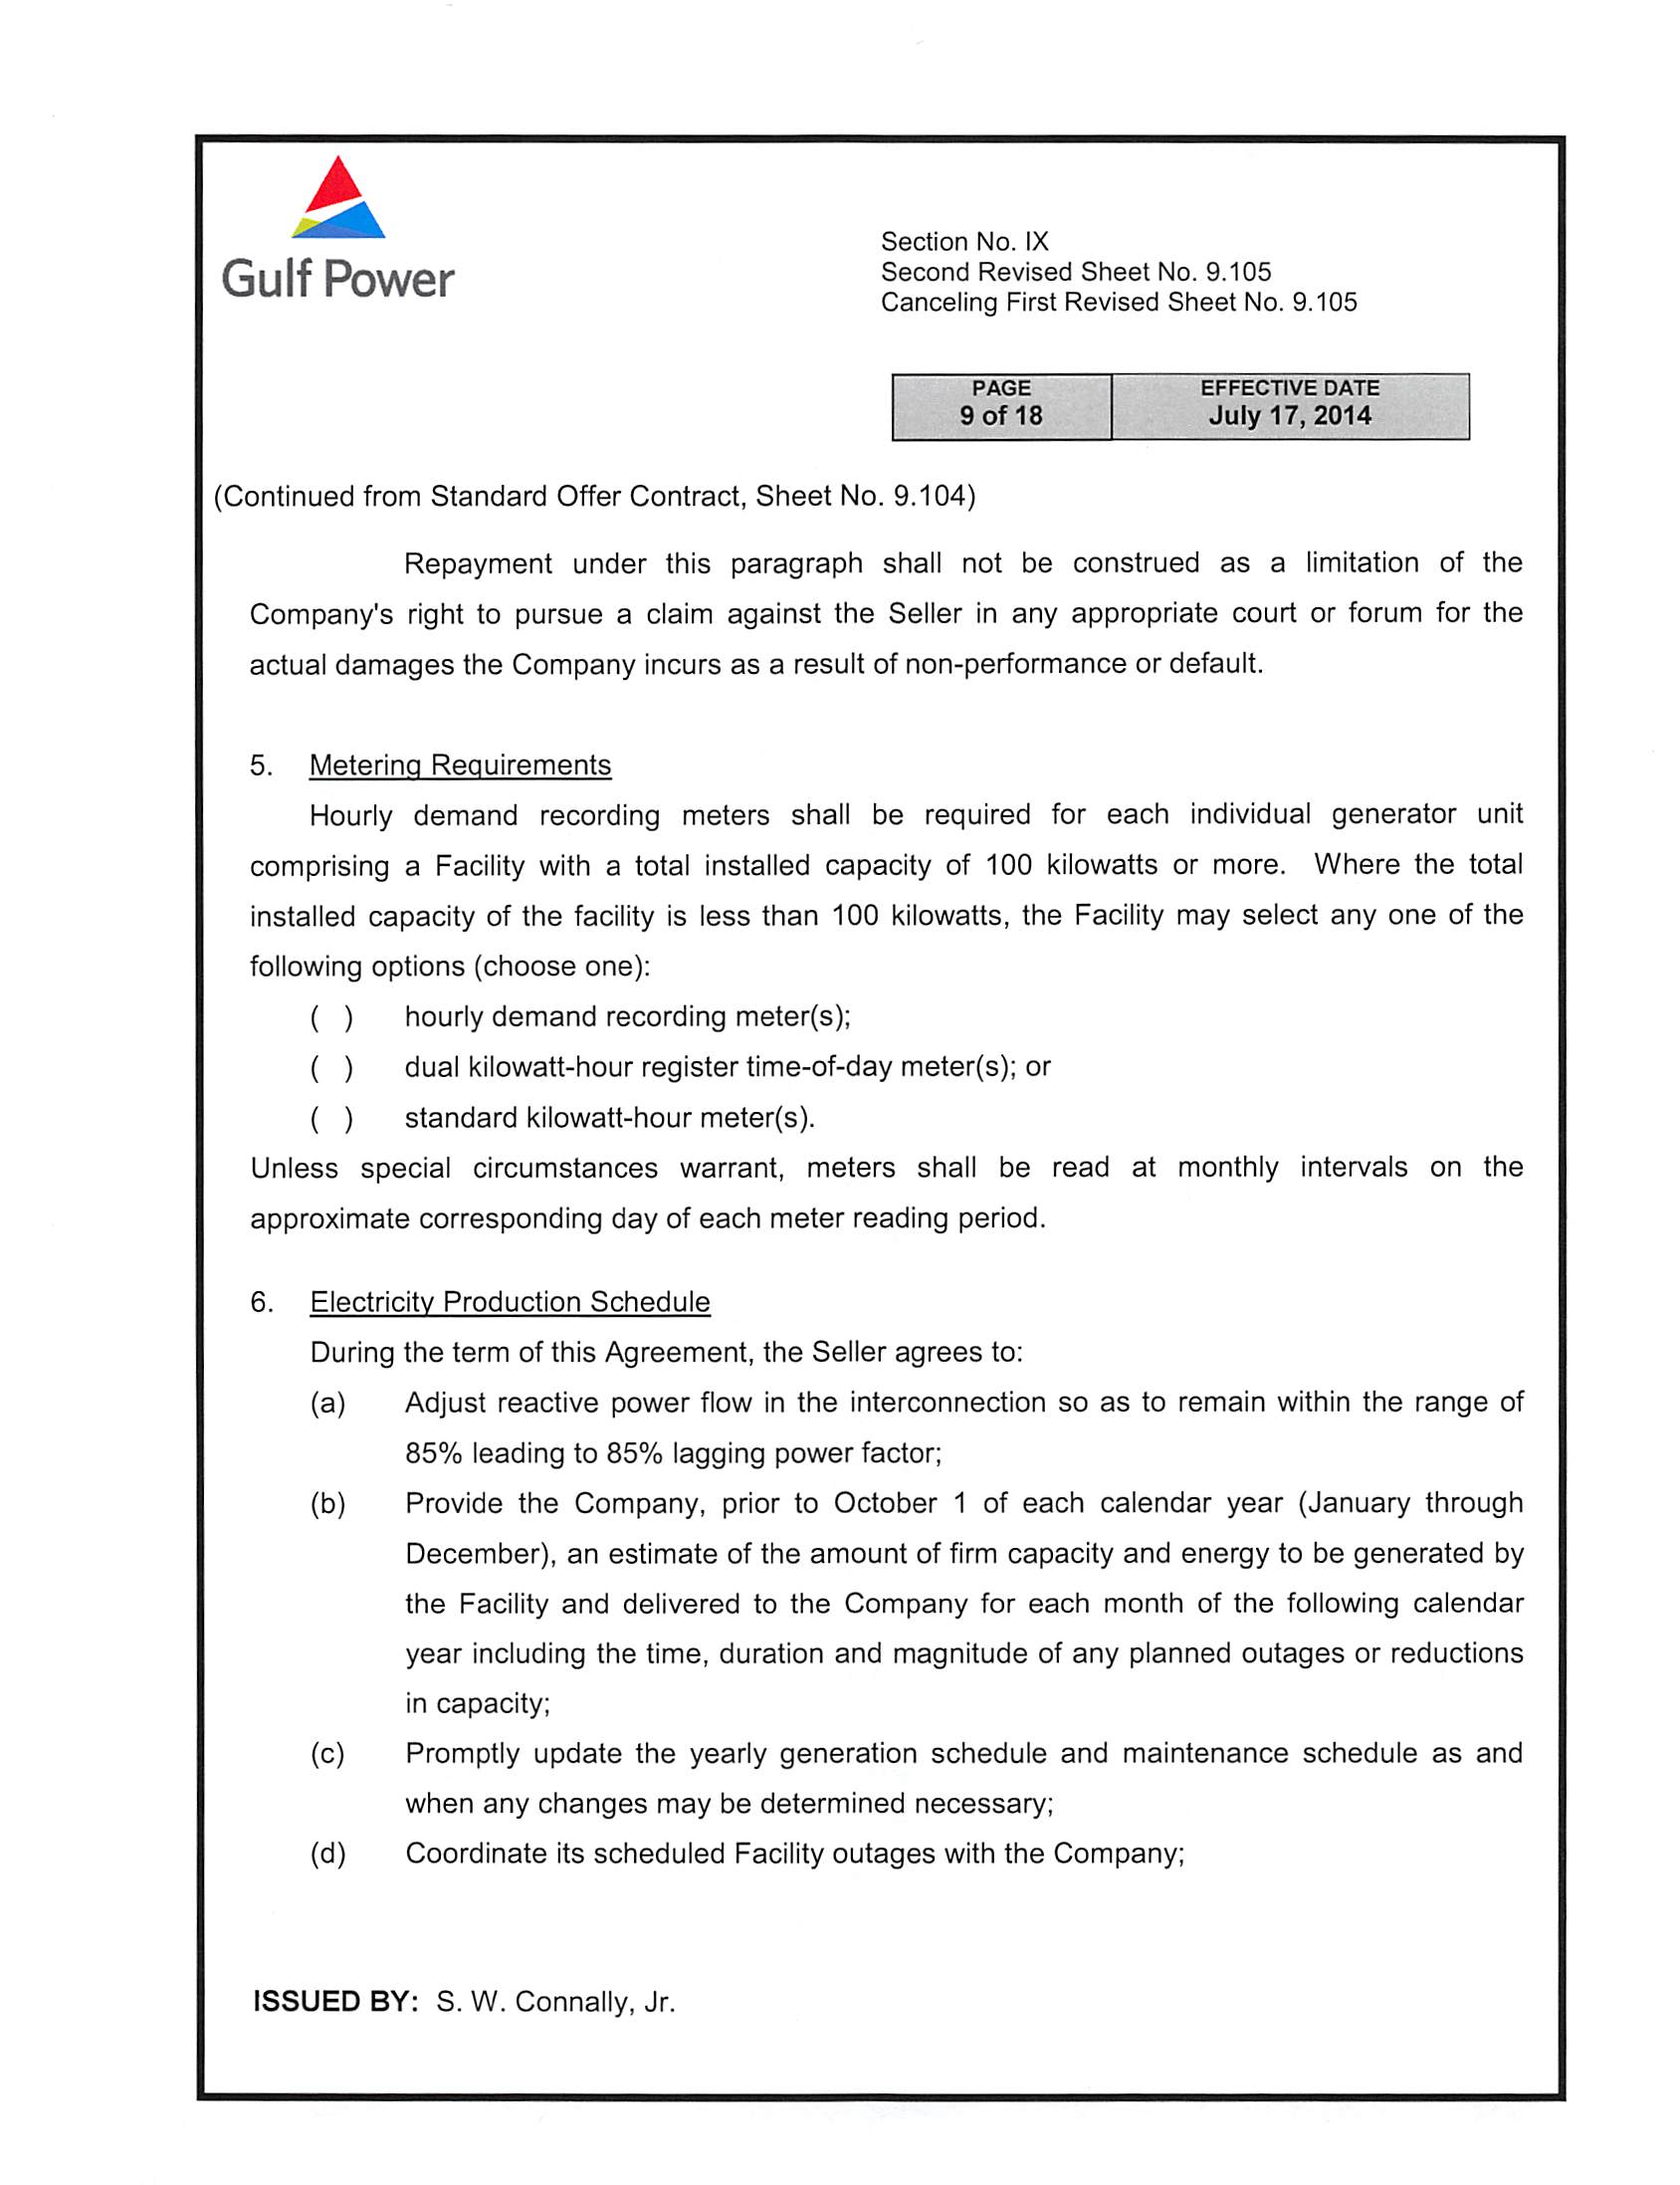 Gulf Power
Section No. IX
Second Revised Sheet No. 9.105
Canceling First Revised Sheet No. 9.105
PAGE
9 of 18
EFFECTIVE DATE
July 17, 2014
(Continued from Standard Offer Contract, Sheet No. 9.104)
Repayment under this paragraph shall not be construed as a limitation of the
Company's right to pursue a claim against the Seller in any appropriate court or forum for the
actual damages the Company incurs as a result of non-performance or default.
5. Metering Requirements
Hourly demand recording meters shall be required for each individual generator unit
comprising a Facility with a total installed capacity of 100 kilowatts or more. Where the total
installed capacity of the facility is less than 100 kilowatts, the Facility may select any one of the
following options (choose one):
( ) hourly demand recording meter(s);
( ) dual kilowatt-hour register time-of-day meter(s); or
( ) standard kilowatt-hour meter(s).
Unless special circumstances warrant, meters shall be read at monthly intervals on the
approximate corresponding day of each meter reading period.
6. Electricity Production Schedule
During the term of this Agreement, the Seller agrees to:
(a) Adjust reactive power flow in the interconnection so as to remain within the range of
85% leading to 85% lagging power factor;
(b) Provide the Company, prior to October 1 of each calendar year (January through
December), an estimate of the amount of firm capacity and energy to be generated by
the Facility and delivered to the Company for each month of the following calendar
year including the time, duration and magnitude of any planned outages or reductions
in capacity;
(c) Promptly update the yearly generation schedule and maintenance schedule as and
when any changes may be determined necessary;
(d) Coordinate its scheduled Facility outages with the Company;
ISSUED BY: S. W. Connally, Jr.